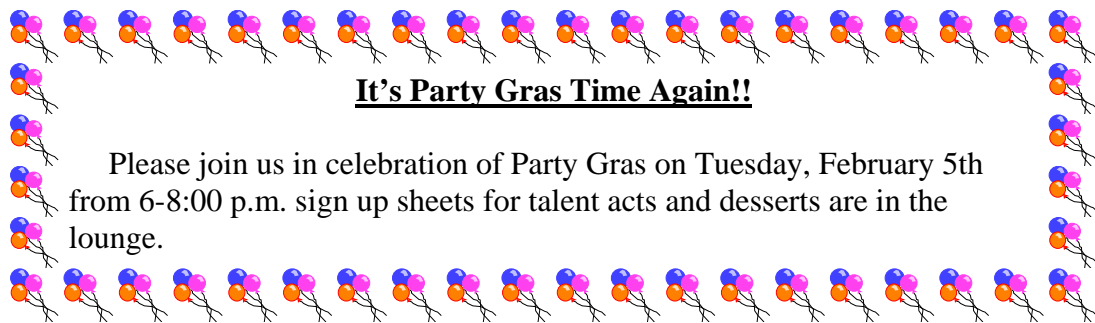 It’s Party Gras Time Again!!
Please join us in celebration of Party Gras on Tuesday, February 5th
from 6-8:00 p.m. sign up sheets for talent acts and desserts are in the
lounge.